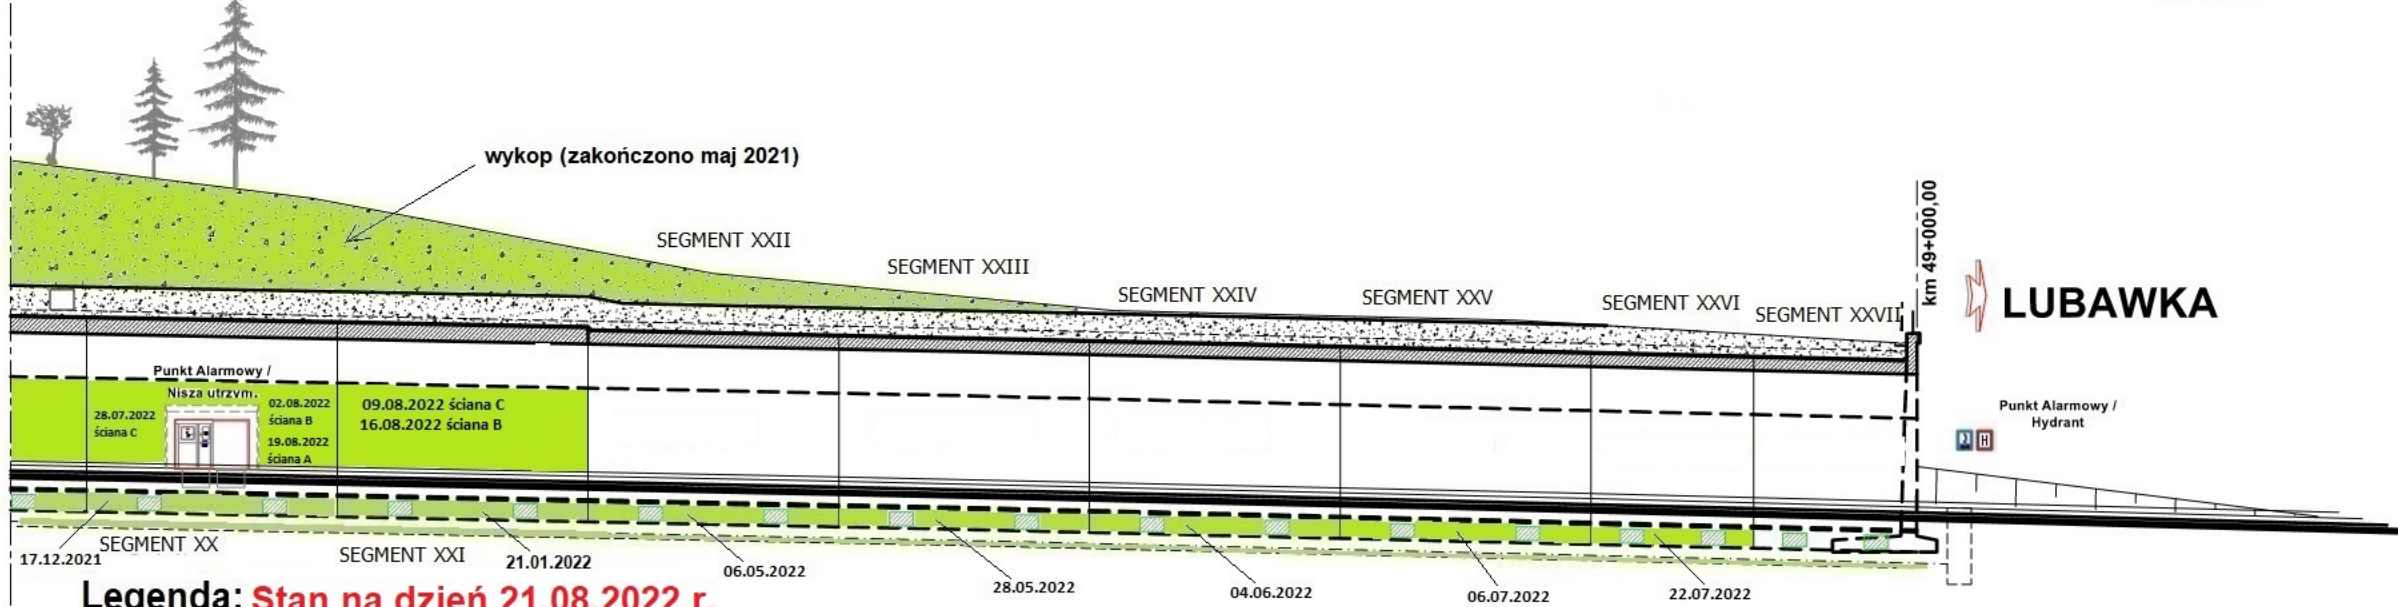 wykop (zakończono maj 2021)
SEGMENT XXII
SEGMENT XXIII
SEGMENT XXIV
SEGMENT XXV
SEGMENT XXVI
SEGMENT XXVII
km 49+000,00
LUBAWKA
Punkt Alarmowy /
Nisza utrzym.
28.07.2022
ściana C
02.08.2022
ściana B
19.08.2022
ściana A
09.08.2022 ściana C
16.08.2022 ściana B
Punkt Alarmowy /
Hydrant
H
17.12.2021
SEGMENT XX
SEGMENT XXI
21.01.2022
06.05.2022
28.05.2022
04.06.2022
06.07.2022
22.07.2022
Legenda: Stan na dzień 21.08.2022 r.